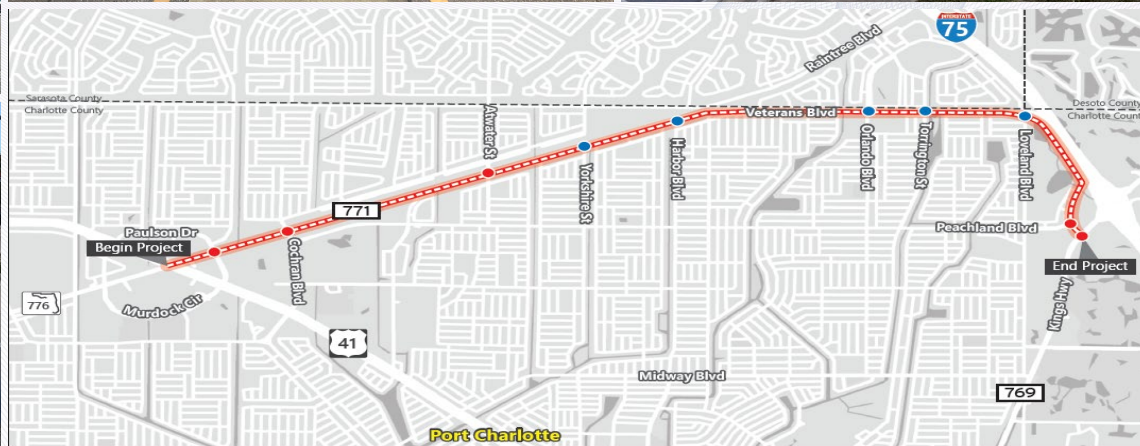 INTERSTATE
75
Raintree Blvd
Sarasota County
Charlotte County
Desoto County
Charlotte Count
Veterans Blvd
Atwater St
Yorkshire St
Harbor Blvd
Orlando Blvd
Torrington St
Loveland Blvd
771
Paulson Dr
Begin Project
Cochran Blvd
Peachland Blvd
End Project
776
Murdock Cir
41
Kings Hwy
Midway Blvd
769
Port Charlotte